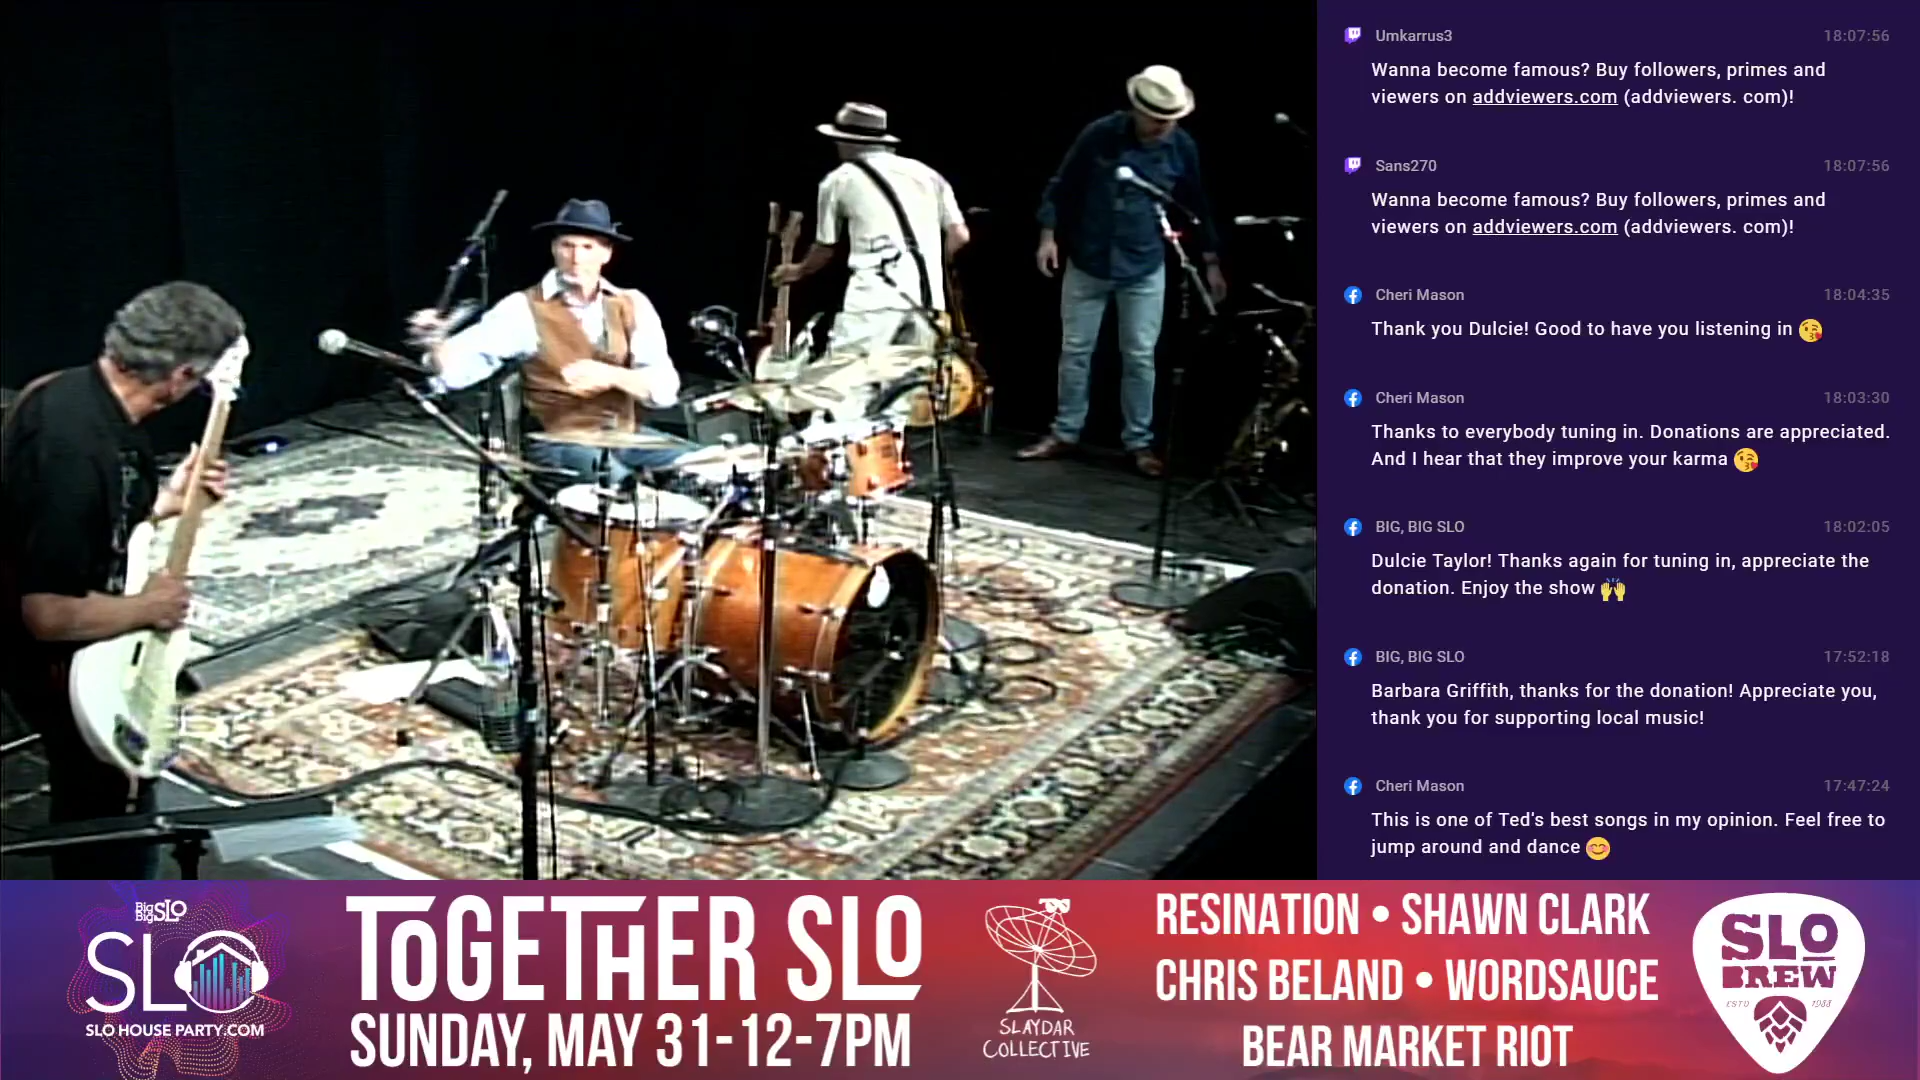 Umkarrus3 18:07:56
Wanna become famous? Buy followers, primes and
viewers on addviewers.com (addviewers. com)!
Sans270 18:07:56
Wanna become famous? Buy followers, primes and
viewers on addviewers.com (addviewers. com)!
Cheri Mason 18:04:35
Thank you Dulcie! Good to have you listening in 😘
Cheri Mason 18:03:30
Thanks to everybody tuning in. Donations are appreciated.
And I hear that they improve your karma 😘
BIG, BIG SLO 18:02:05
Dulcie Taylor! Thanks again for tuning in, appreciate the
donation. Enjoy the show 🙌
BIG, BIG SLO 17:52:18
Barbara Griffith, thanks for the donation! Appreciate you,
thank you for supporting local music!
Cheri Mason 17:47:24
This is one of Ted's best songs in my opinion. Feel free to
jump around and dance 😊
Big Big SLO
SLO
SLO HOUSE PARTY.COM
ToGETHER SLO
SUNDAY, MAY 31-12-7PM
SLAYDAR
COLLECTIVE
RESINATION • SHAWN CLARK
CHRIS BELAND • WORDSAUCE
BEAR MARKET RIOT
SLO
BREW
ESTD 1988